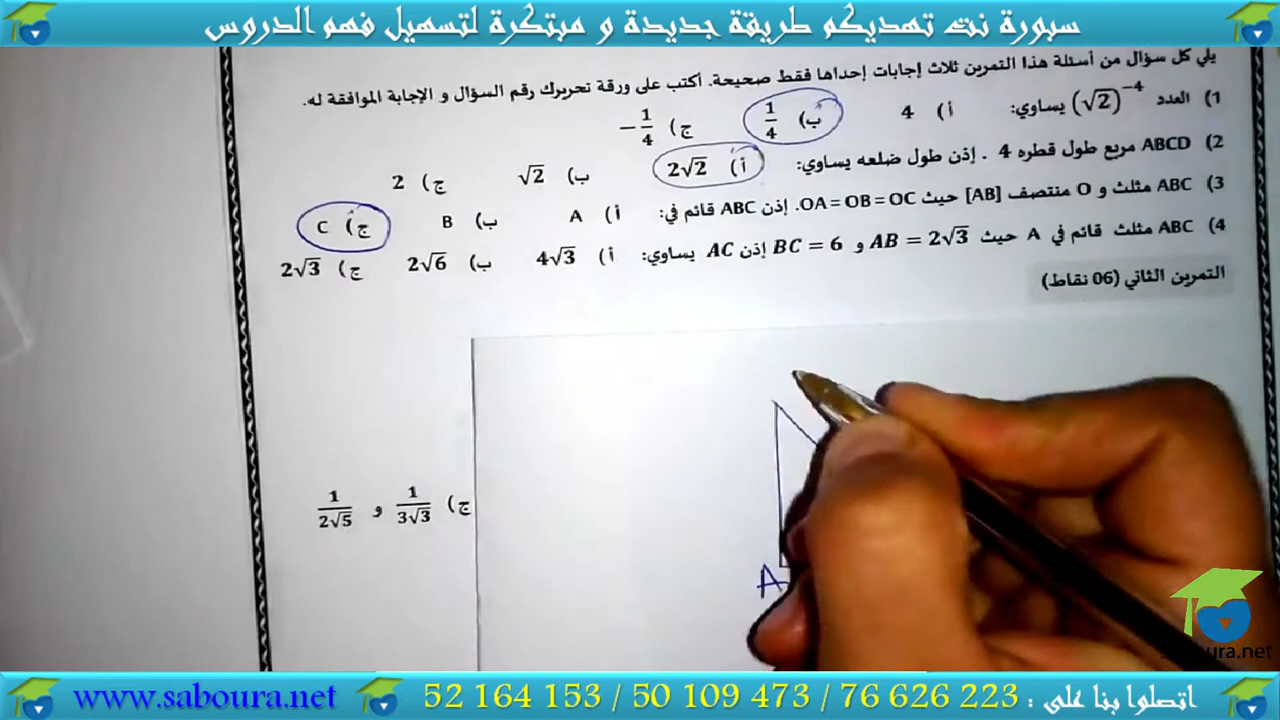 سبورة نت تهديكم طريقة جديدة و مبتكرة لتسهيل فهم الدروس
يلي كل سؤال من أسئلة هذا التمرين ثلاث إجابات إحداها فقط صحيحة. أكتب على ورقة تحريرك رقم السؤال و الإجابة الموافقة له.
1) العدد (√2)⁻⁴ يساوي: أ) 4 ب) 1/4 ج) −1/4
2) ABCD مربع طول قطره 4 . إذن طول ضلعه يساوي: أ) 2√2 ب) √2 ج) 2
3) ABC مثلث و O منتصف [AB] حيث OA = OB = OC. إذن ABC قائم في: أ) A ب) B ج) C
4) ABC مثلث قائم في A حيث AB = 2√3 و BC = 6 إذن AC يساوي: أ) 4√3 ب) 2√6 ج) 2√3
التمرين الثاني (06 نقاط)
ج) 1/(3√3) و 1/(2√5)
A
ura.net
اتصلوا بنا على : 223 626 76 / 473 109 50 / 153 164 52 www.saboura.net